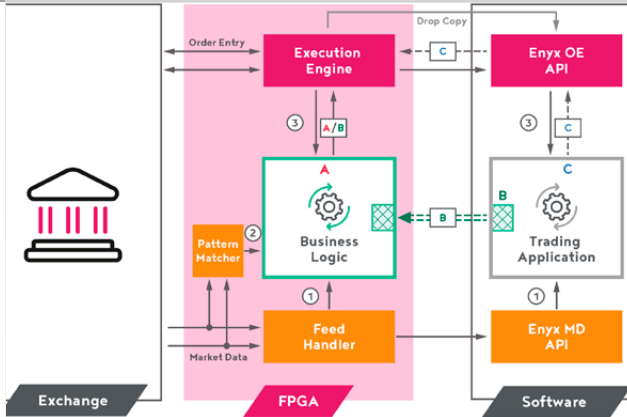 Drop Copy
Order Entry
Execution
Engine
C
Enyx OE
API
3
A/B
3
C
A
Business
Logic
B
B
C
Trading
Application
Pattern
Matcher
2
1
1
Feed
Handler
Enyx MD
API
Market Data
Exchange
FPGA
Software